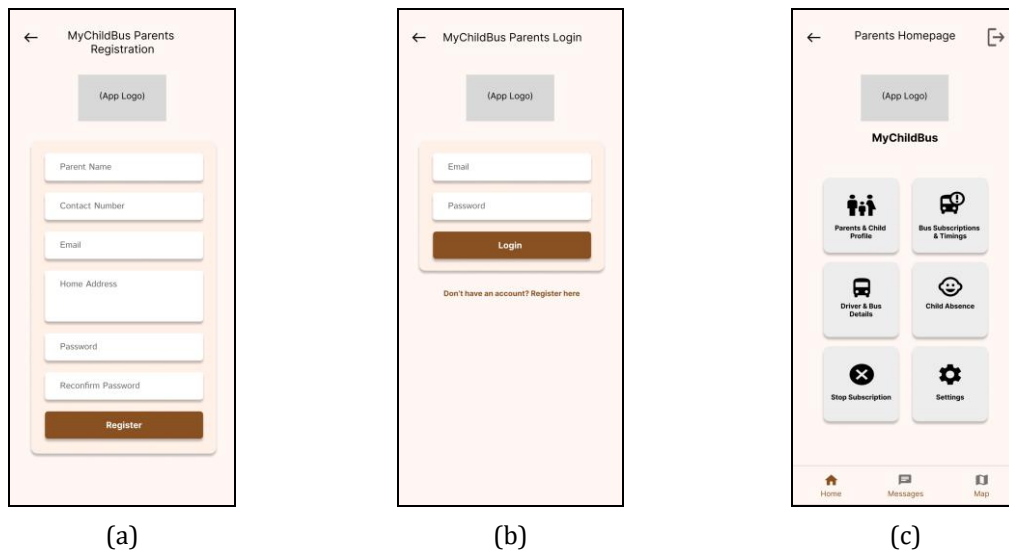 MyChildBus Parents
Registration
(App Logo)
Parent Name
Contact Number
Email
Home Address
Password
Reconfirm Password
Register
(a)
MyChildBus Parents Login
(App Logo)
Email
Password
Login
Don't have an account? Register here
(b)
Parents Homepage
(App Logo)
MyChildBus
Parents & Child
Profile
Bus Subscriptions
& Timings
Driver & Bus
Details
Child Absence
Stop Subscription
Settings
Home
Messages
Map
(c)